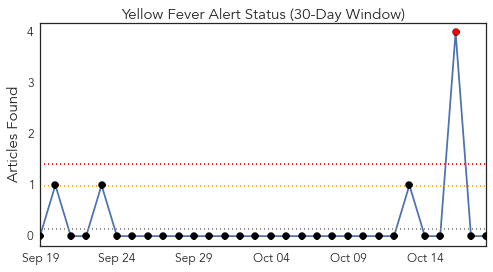 Yellow Fever Alert Status (30-Day Window)
Articles Found
4
3
2
1
0
Sep 19 Sep 24 Sep 29 Oct 04 Oct 09 Oct 14